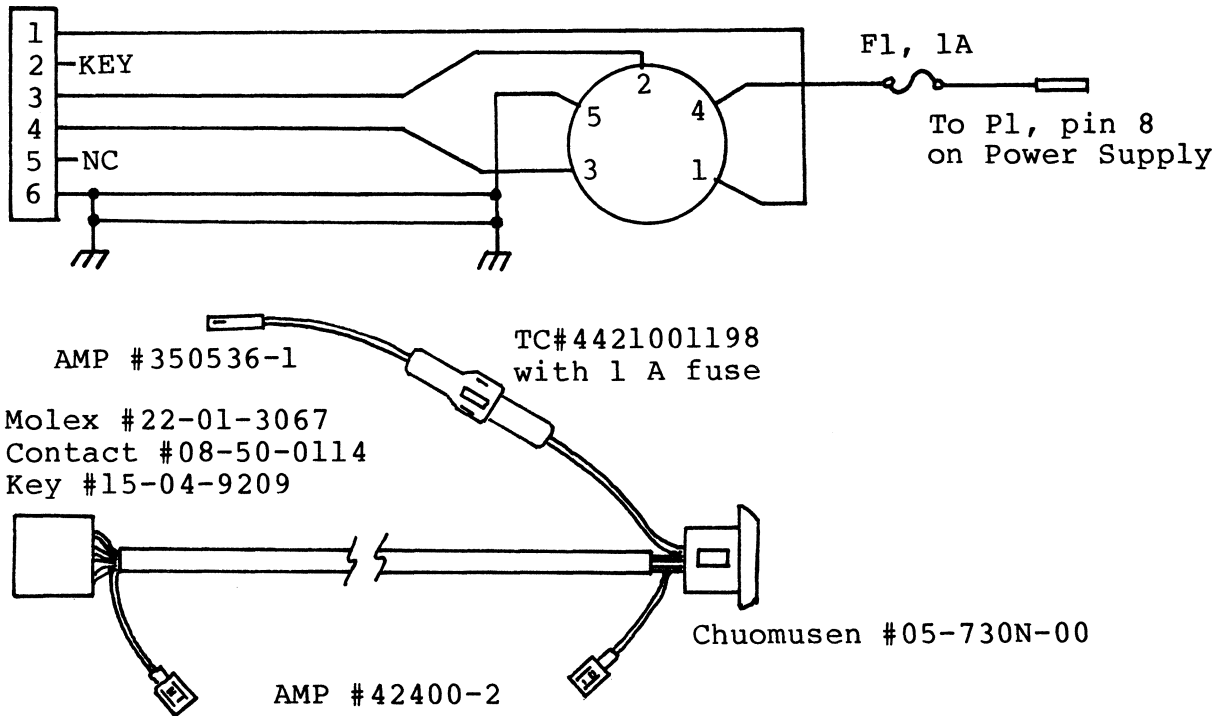 1
2 KEY
3
4
5 NC
6
2
5
4
3
1
F1, 1A
To P1, pin 8
on Power Supply
AMP #350536-1
TC#4421001198
with 1 A fuse
Molex #22-01-3067
Contact #08-50-0114
Key #15-04-9209
Chuomusen #05-730N-00
AMP #42400-2